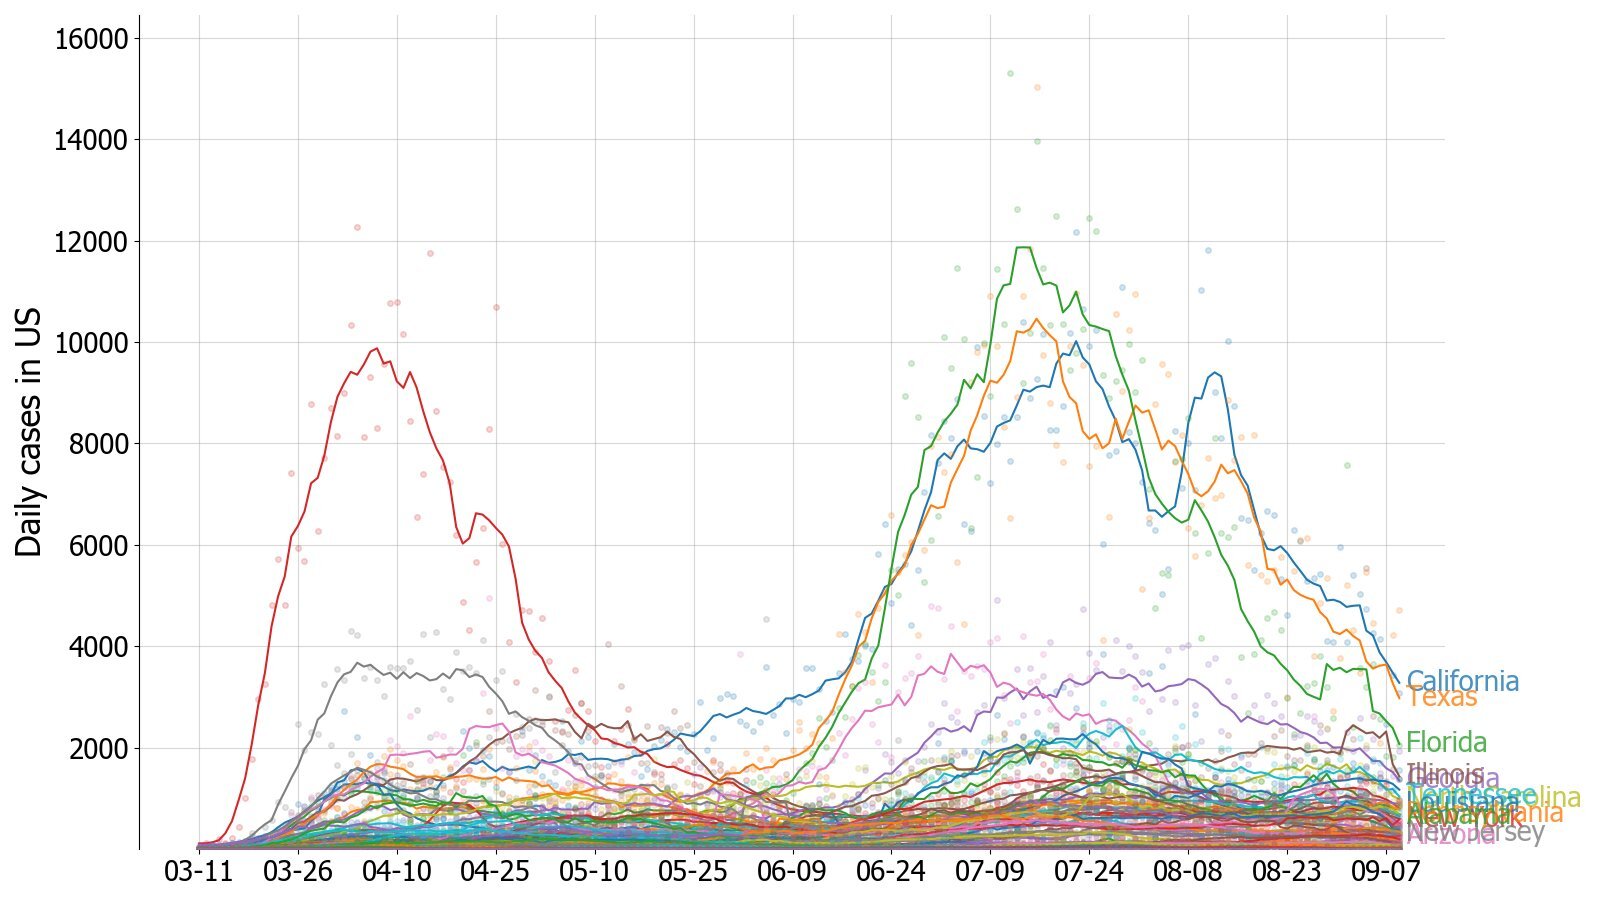 Daily cases in US
16000
14000
12000
10000
8000
6000
4000
2000
California
Texas
Florida
Illinois
Georgia
Tennessee
Louisiana
New Jersey
Arizona
03-11 03-26 04-10 04-25 05-10 05-25 06-09 06-24 07-09 07-24 08-08 08-23 09-07